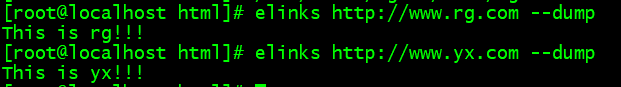 [root@localhost html]# elinks http://www.rg.com --dump
This is rg!!!
[root@localhost html]# elinks http://www.yx.com --dump
This is yx!!!
[root@localhost html]#